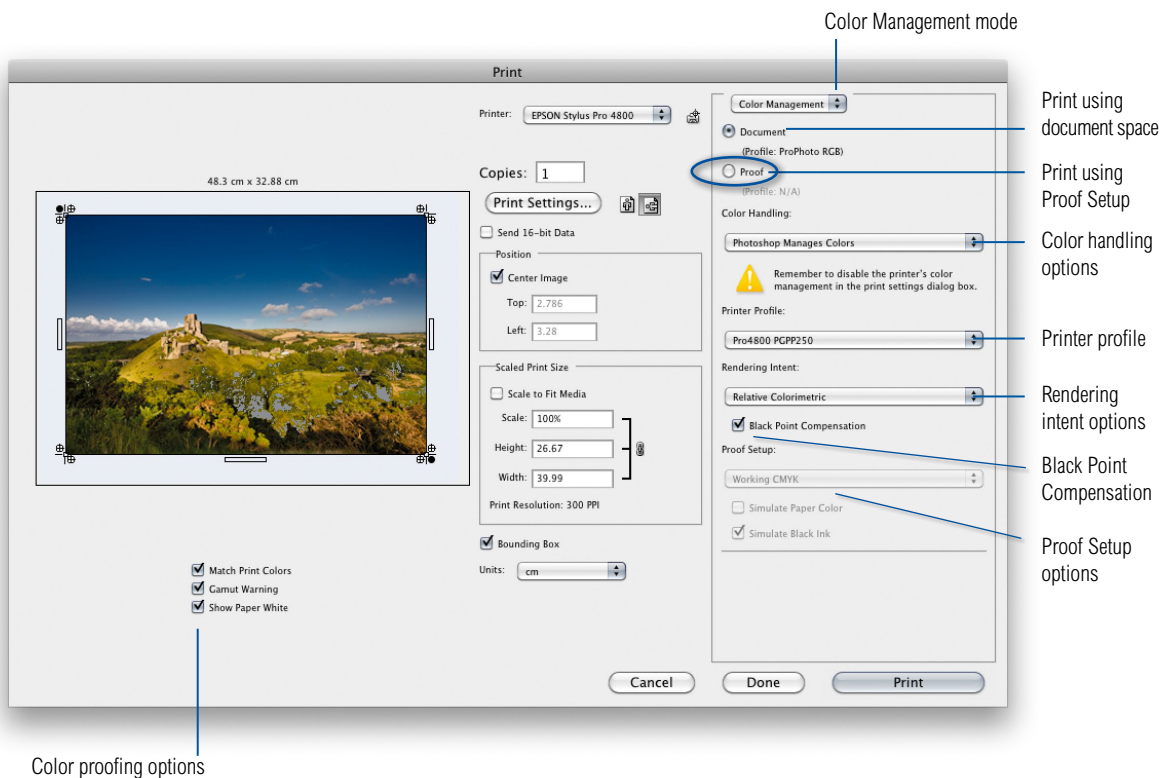 Color Management mode
Print
Printer: EPSON Stylus Pro 4800
Copies: 1
Print Settings...
Send 16-bit Data
Position
Center Image
Top: 2.786
Left: 3.28
Scaled Print Size
Scale to Fit Media
Scale: 100%
Height: 26.67
Width: 39.99
Print Resolution: 300 PPI
Bounding Box
Units: cm
48.3 cm x 32.88 cm
Match Print Colors
Gamut Warning
Show Paper White
Color Management
Document
(Profile: ProPhoto RGB)
Proof
(Profile: N/A)
Color Handling:
Photoshop Manages Colors
Remember to disable the printer's color
management in the print settings dialog box.
Printer Profile:
Pro4800 PGPP250
Rendering Intent:
Relative Colorimetric
Black Point Compensation
Proof Setup:
Working CMYK
Simulate Paper Color
Simulate Black Ink
Cancel
Done
Print
Print using
document space
Print using
Proof Setup
Color handling
options
Printer profile
Rendering
intent options
Black Point
Compensation
Proof Setup
options
Color proofing options